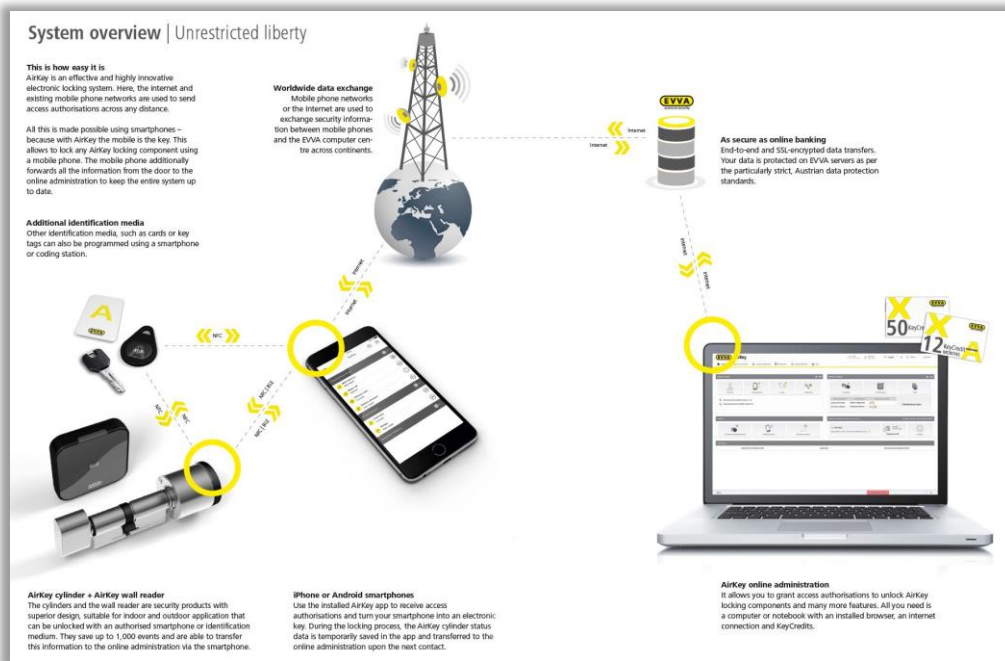 System overview | Unrestricted liberty
This is how easy it is
AirKey is an effective and highly innovative
electronic locking system. Here, the internet and
existing mobile phone networks are used to send
access authorisations across any distance.
All this is made possible using smartphones –
because with AirKey the mobile is the key. This
allows to lock any AirKey locking component using
a mobile phone. The mobile phone additionally
forwards all the information from the door to the
online administration to keep the entire system up
to date.
Additional identification media
Other identification media, such as cards or key
tags can also be programmed using a smartphone
or coding station.
Worldwide data exchange
Mobile phone networks
or the Internet are used to
exchange security informa-
tion between mobile phones
and the EVVA computer cen-
tre across continents.
Internet
Internet
EVVA
As secure as online banking
End-to-end and SSL-encrypted data transfers.
Your data is protected on EVVA servers as per
the particularly strict, Austrian data protection
standards.
Internet
Internet
Internet
Internet
A
EVVA
NFC
NFC
NFC
NFC | BLE
NFC | BLE
X
EVVA
50 KeyCredit
X
EVVA
12 KeyCredit
A
EVVA AirKey
AirKey cylinder + AirKey wall reader
The cylinders and the wall reader are security products with
superior design, suitable for indoor and outdoor application that
can be unlocked with an authorised smartphone or identification
medium. They save up to 1,000 events and are able to transfer
this information to the online administration via the smartphone.
iPhone or Android smartphones
Use the installed AirKey app to receive access
authorisations and turn your smartphone into an electronic
key. During the locking process, the AirKey cylinder status
data is temporarily saved in the app and transferred to the
online administration upon the next contact.
AirKey online administration
It allows you to grant access authorisations to unlock AirKey
locking components and many more features. All you need is
a computer or notebook with an installed browser, an internet
connection and KeyCredits.